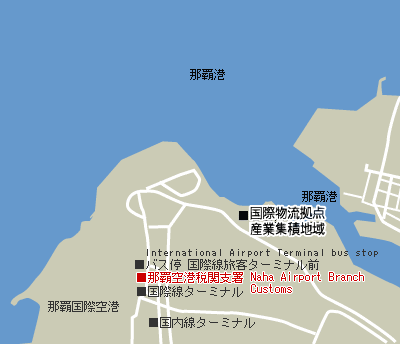 那覇港
那覇港
国際物流拠点
産業集積地域
International Airport Terminal bus stop
バス停 国際線旅客ターミナル前
那覇空港税関支署 Naha Airport Branch
Customs
国際線ターミナル
那覇国際空港
国内線ターミナル